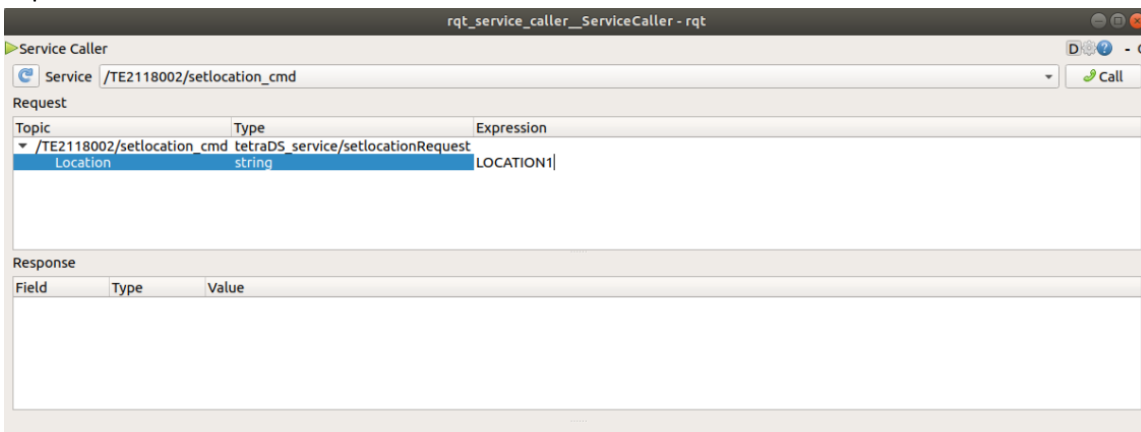 rqt_service_caller__ServiceCaller - rqt
Service Caller
D
Service /TE2118002/setlocation_cmd Call
Request
Topic Type Expression
/TE2118002/setlocation_cmd tetraDS_service/setlocationRequest
Location string LOCATION1
Response
Field Type Value